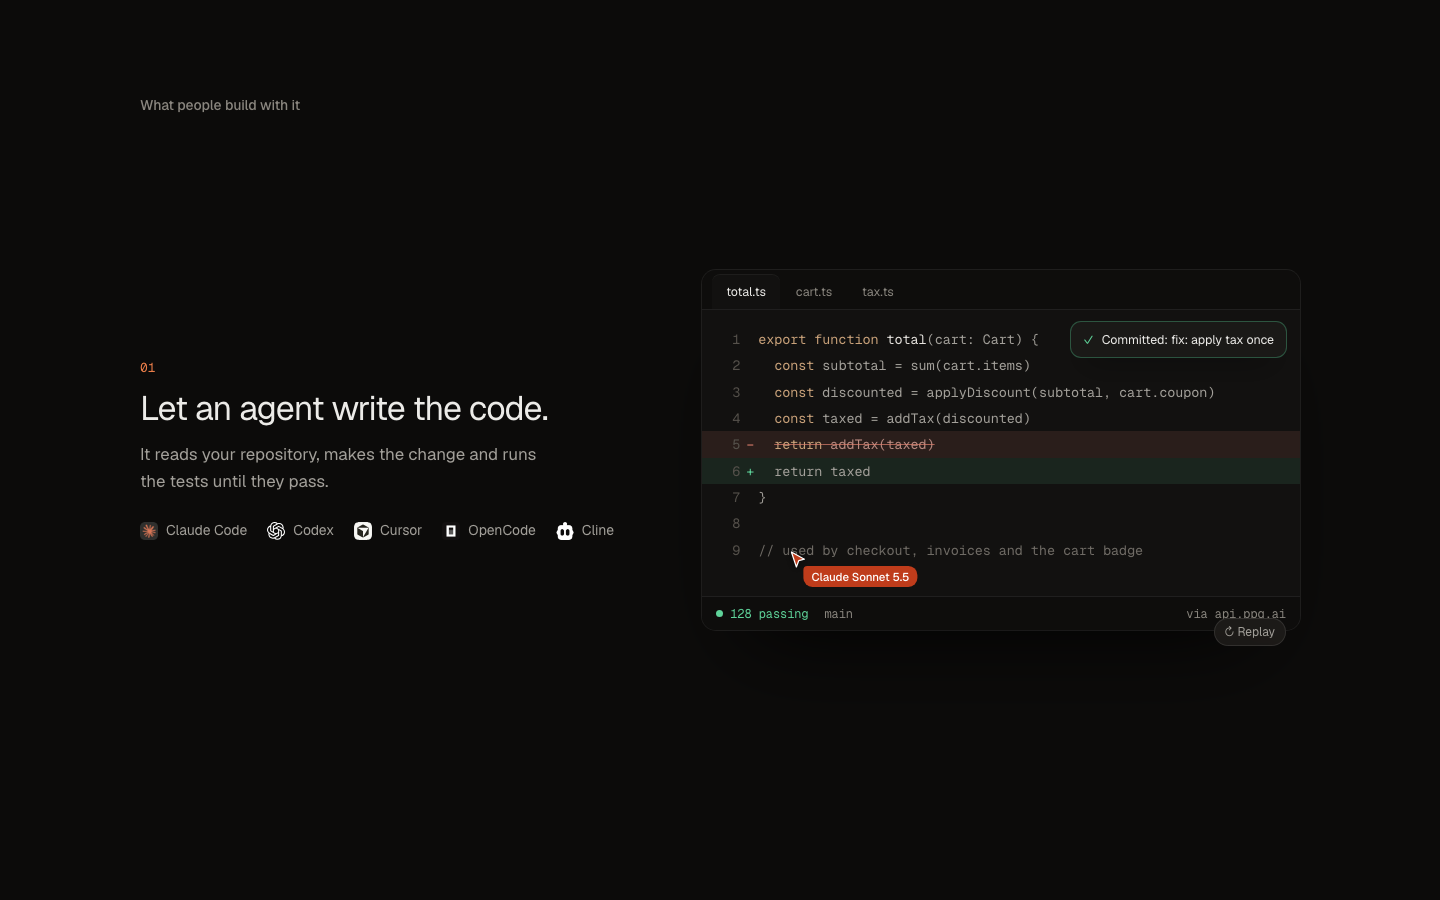 What people build with it
01
Let an agent write the code.
It reads your repository, makes the change and runs
the tests until they pass.
Claude Code Codex Cursor OpenCode Cline
total.ts cart.ts tax.ts
1 export function total(cart: Cart) {
✓ Committed: fix: apply tax once
2 const subtotal = sum(cart.items)
3 const discounted = applyDiscount(subtotal, cart.coupon)
4 const taxed = addTax(discounted)
5 − return addTax(taxed)
6 + return taxed
7 }
8
9 // used by checkout, invoices and the cart badge
Claude Sonnet 5.5
128 passing main via api.ppq.ai
↻ Replay